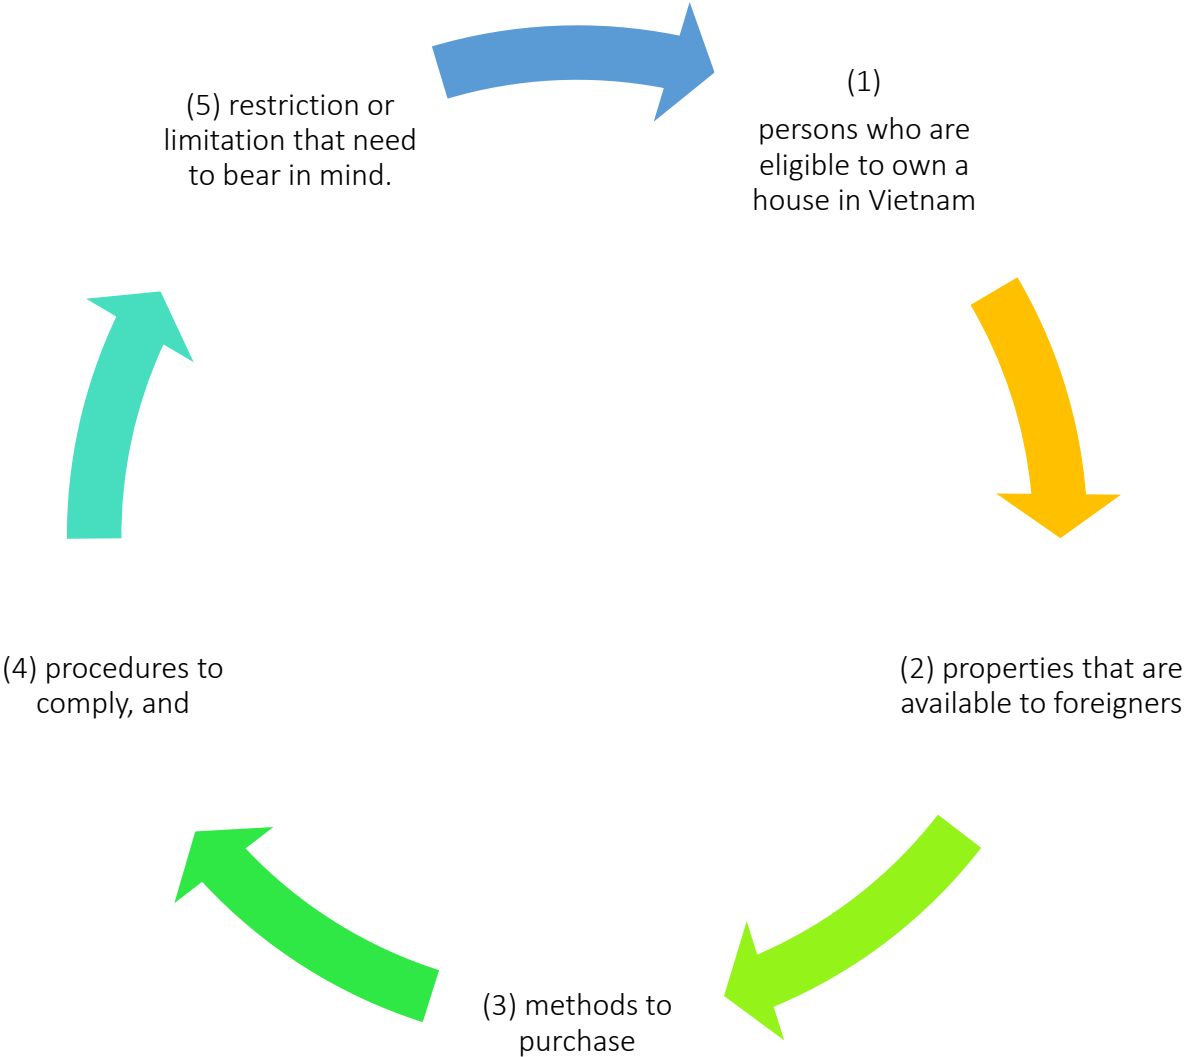 (1)
persons who are
eligible to own a
house in Vietnam
(2) properties that are
available to foreigners
(3) methods to
purchase
(4) procedures to
comply, and
(5) restriction or
limitation that need
to bear in mind.